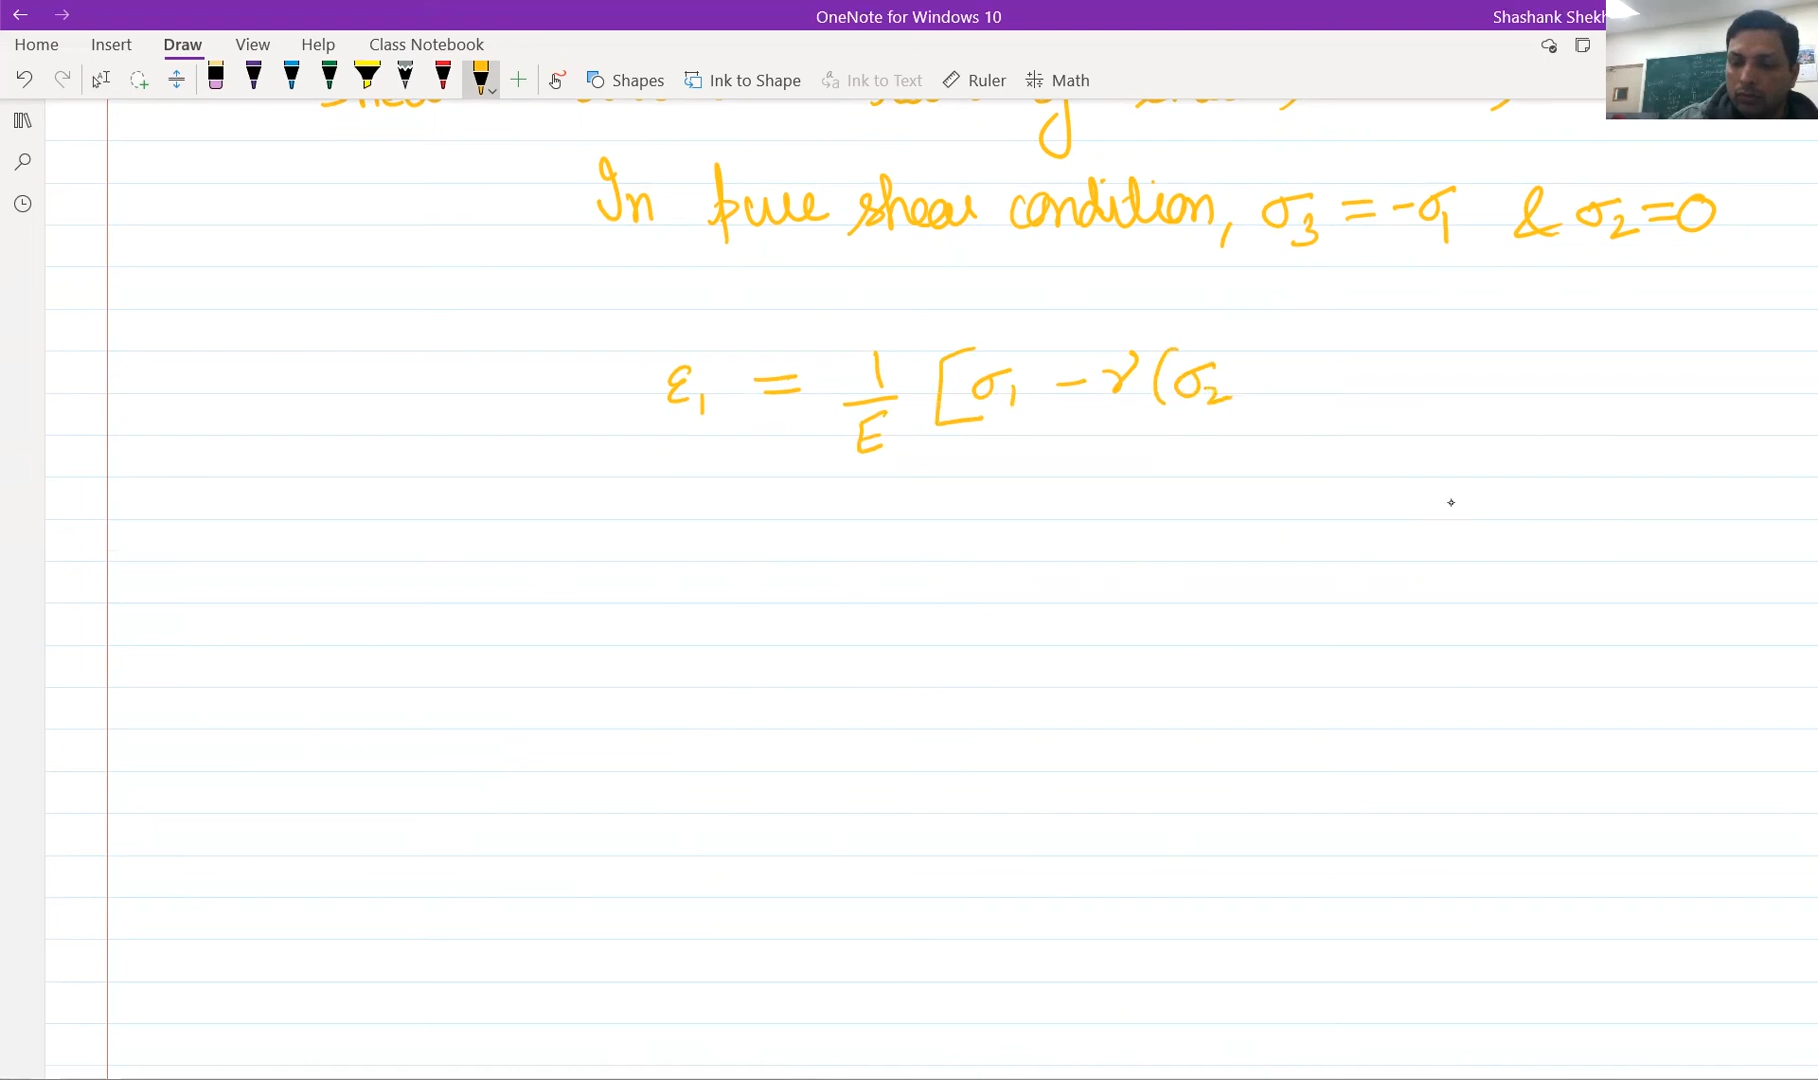 OneNote for Windows 10
Shashank Shekh
Home Insert Draw View Help Class Notebook
Shapes Ink to Shape Ink to Text Ruler Math
In pure shear condition, σ3 = -σ1 & σ2=0
ε1 = 1/E [σ1 - ν(σ2